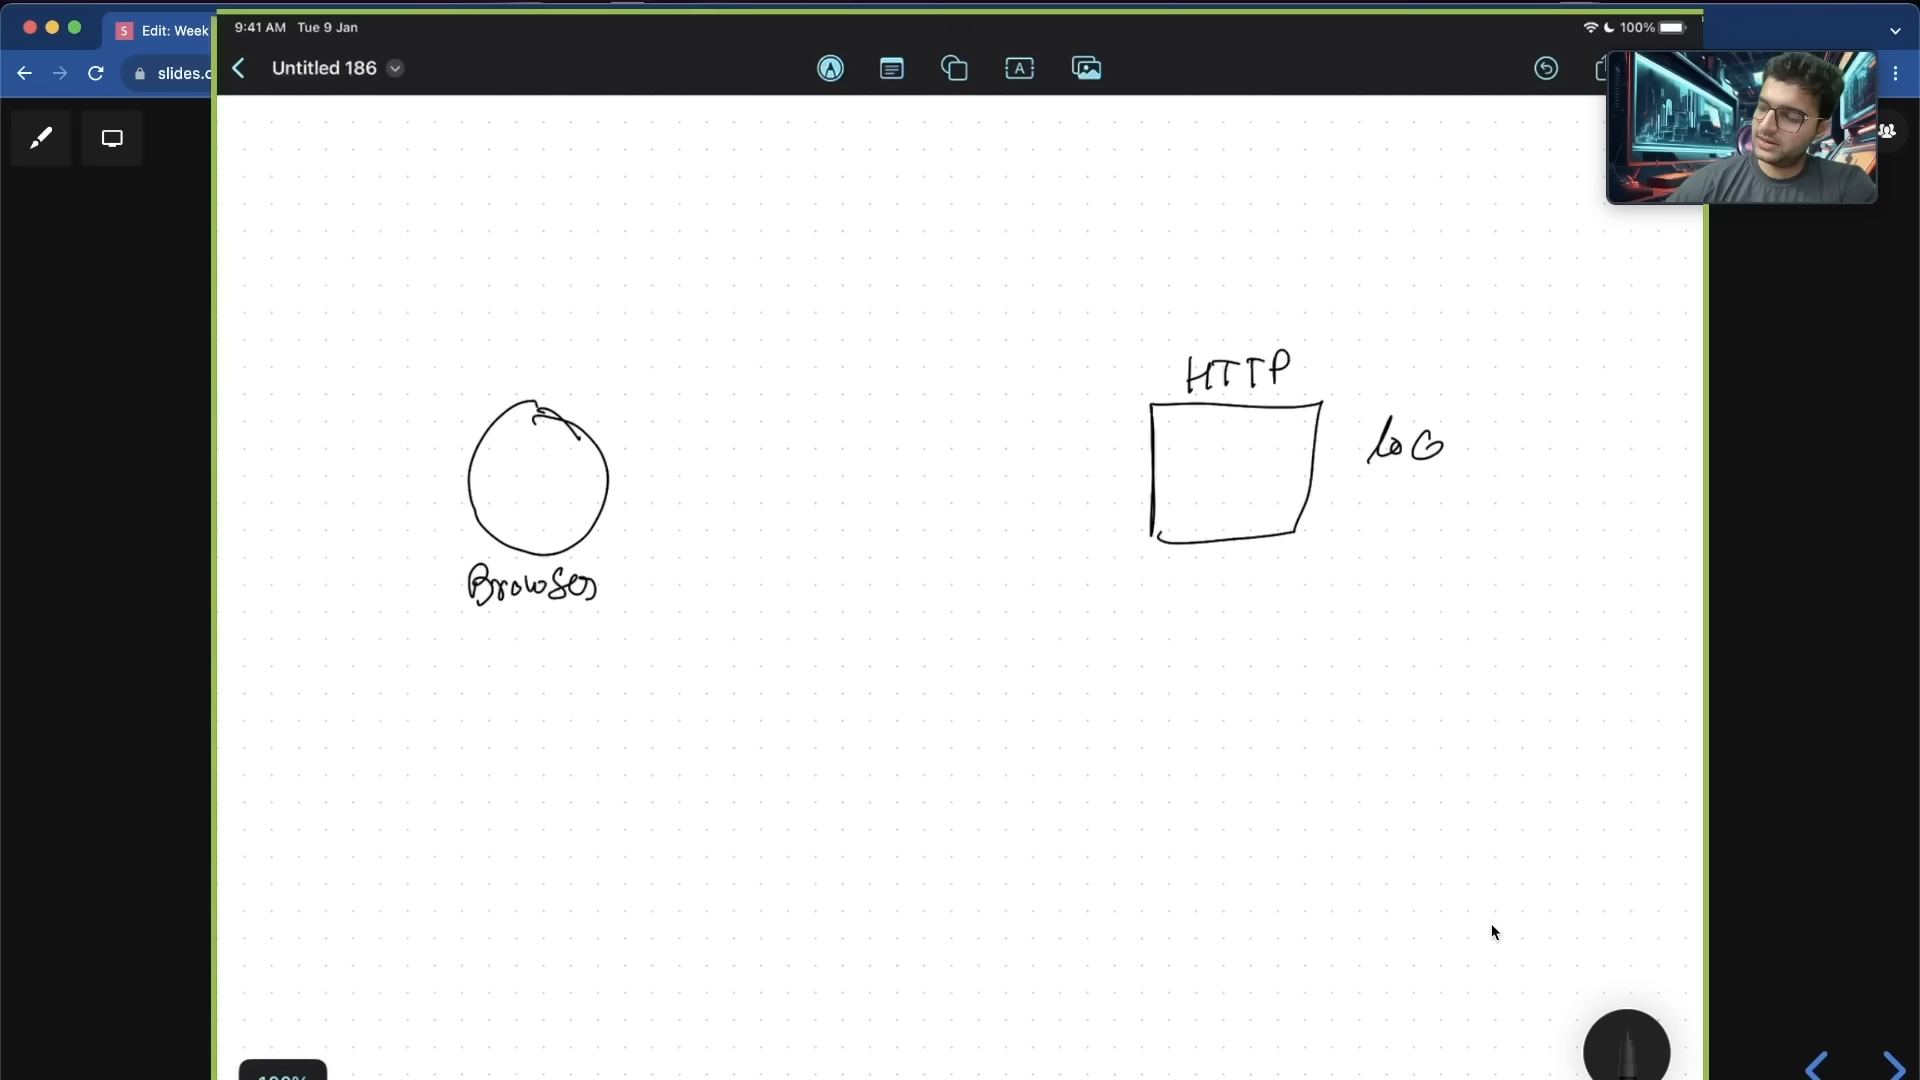 S Edit: Week
slides.c
9:41 AM Tue 9 Jan
100%
Untitled 186
A
HTTP
Browser